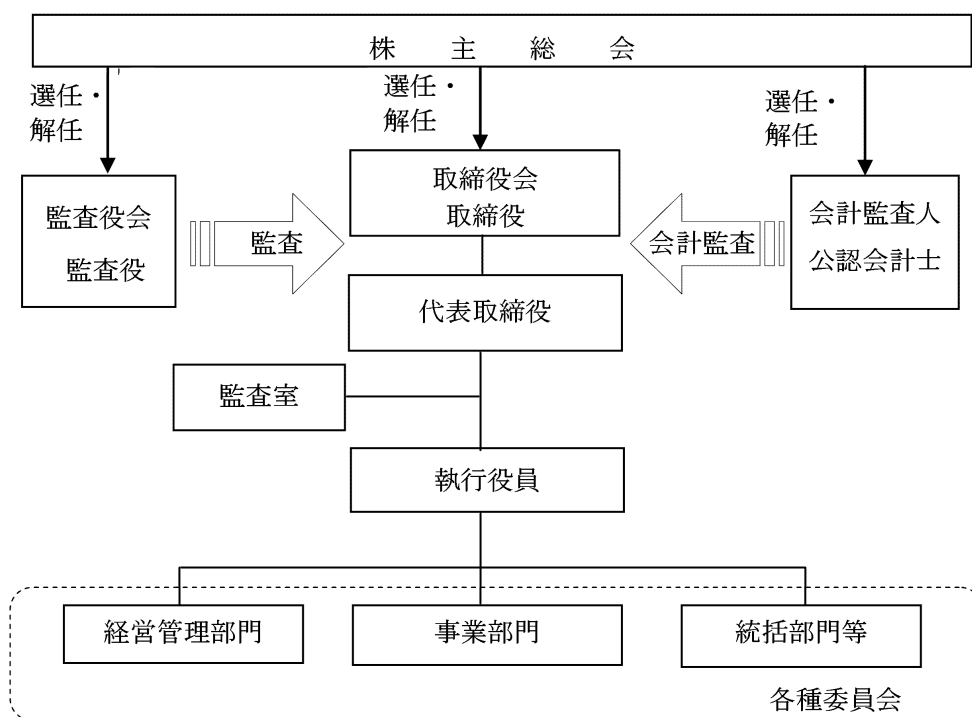 株主総会
選任・
解任
選任・
解任
選任・
解任
取締役会
取締役
監査役会
監査役
監査
会計監査
会計監査人
公認会計士
代表取締役
監査室
執行役員
経営管理部門
事業部門
統括部門等
各種委員会